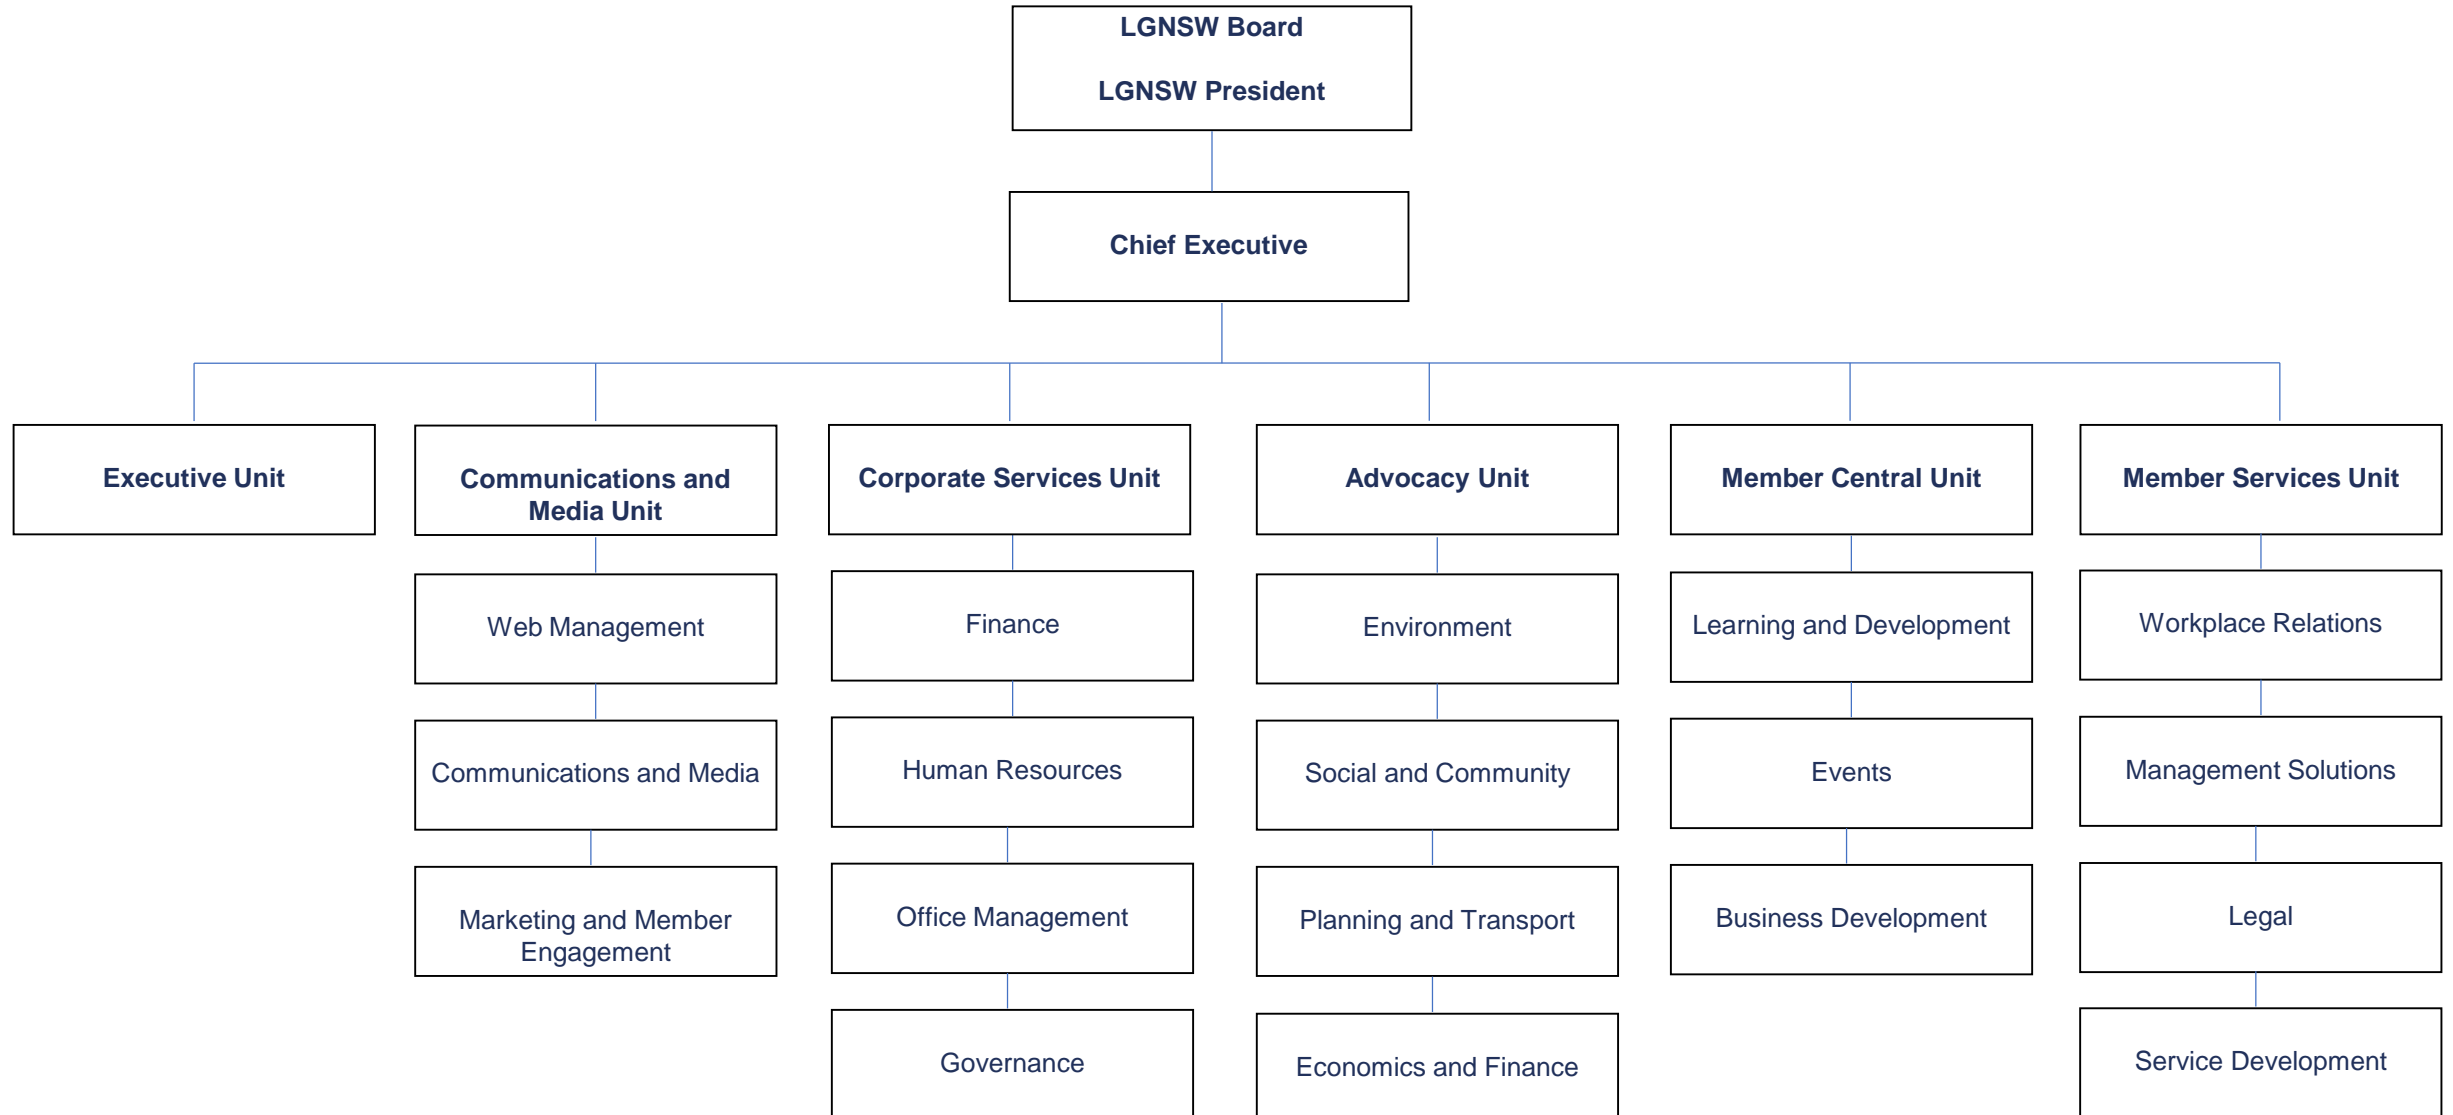 LGNSW Board
LGNSW President
Chief Executive
Executive Unit
Communications and
Media Unit
Corporate Services Unit
Advocacy Unit
Member Central Unit
Member Services Unit
Web Management
Finance
Environment
Learning and Development
Workplace Relations
Communications and Media
Human Resources
Social and Community
Events
Management Solutions
Marketing and Member
Engagement
Office Management
Planning and Transport
Business Development
Legal
Governance
Economics and Finance
Service Development